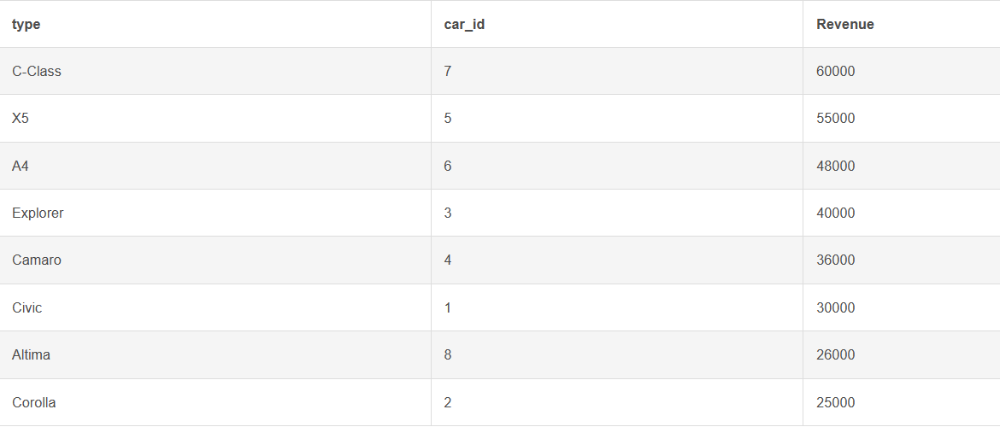 type car_id Revenue
C-Class 7 60000
X5 5 55000
A4 6 48000
Explorer 3 40000
Camaro 4 36000
Civic 1 30000
Altima 8 26000
Corolla 2 25000